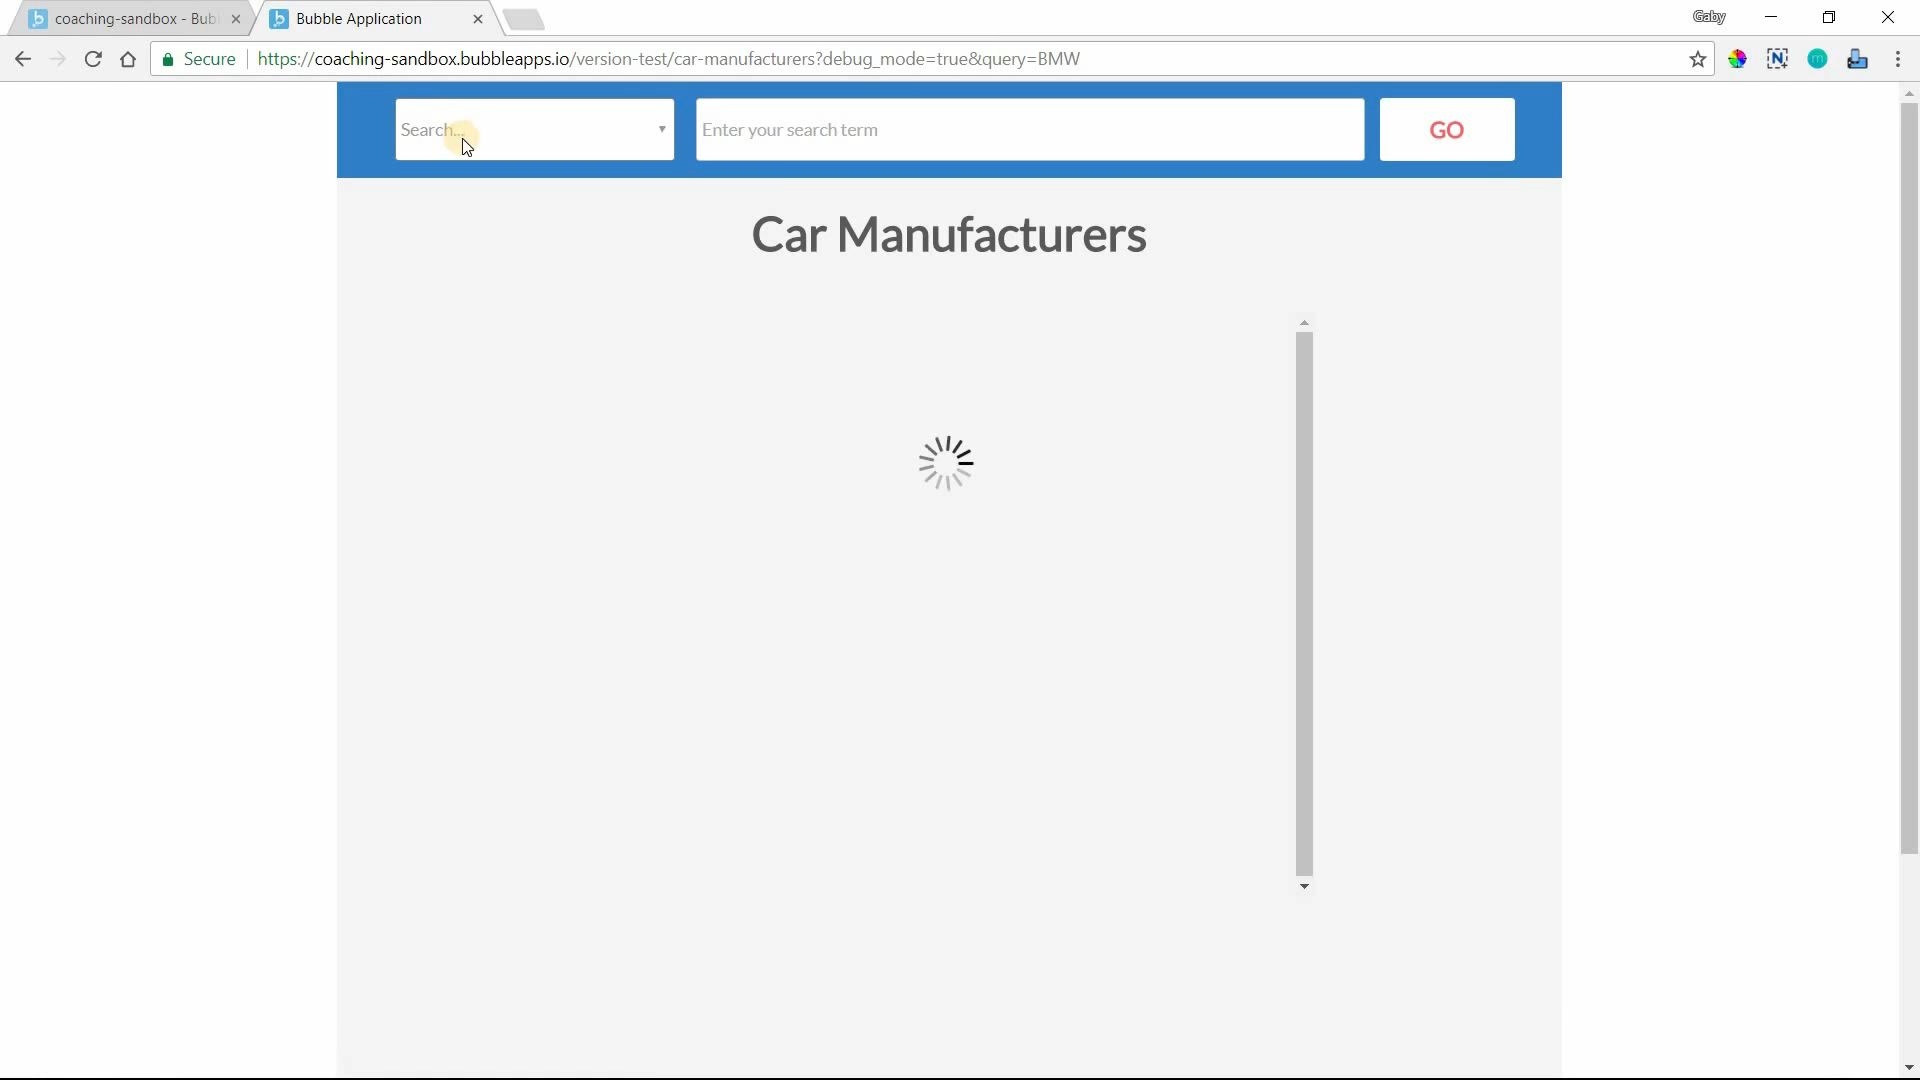 coaching-sandbox - Bub
Bubble Application
Gaby
Secure
https://coaching-sandbox.bubbleapps.io/version-test/car-manufacturers?debug_mode=true&query=BMW
Search...
Enter your search term
GO
Car Manufacturers